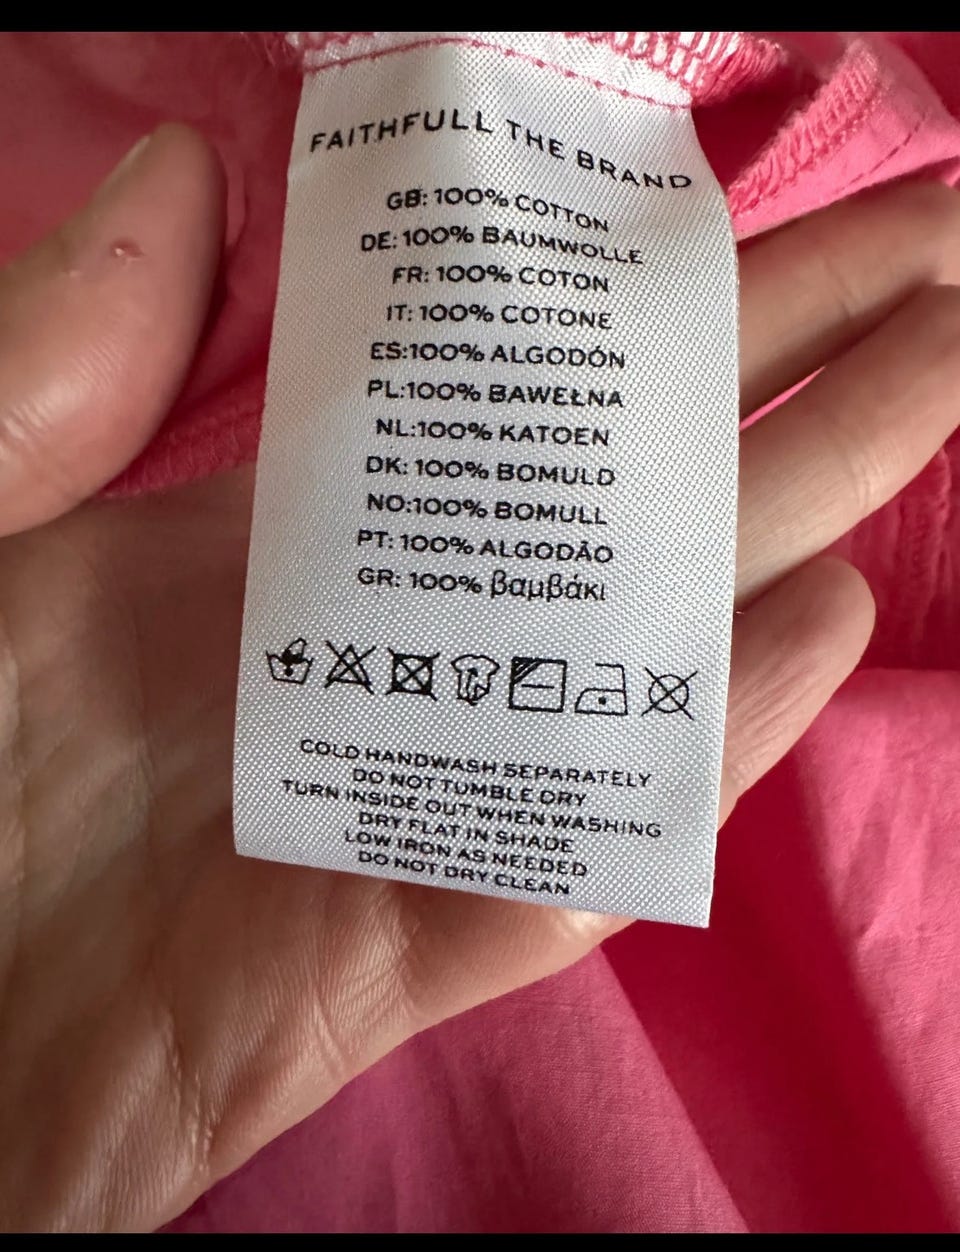 FAITHFULL THE BRAND
GB: 100% COTTON
DE: 100% BAUMWOLLE
FR: 100% COTON
IT: 100% COTONE
ES:100% ALGODÓN
PL:100% BAWEŁNA
NL:100% KATOEN
DK: 100% BOMULD
NO:100% BOMULL
PT: 100% ALGODÃO
GR: 100% βαμβάκι
COLD HANDWASH SEPARATELY
DO NOT TUMBLE DRY
TURN INSIDE OUT WHEN WASHING
DRY FLAT IN SHADE
LOW IRON AS NEEDED
DO NOT DRY CLEAN